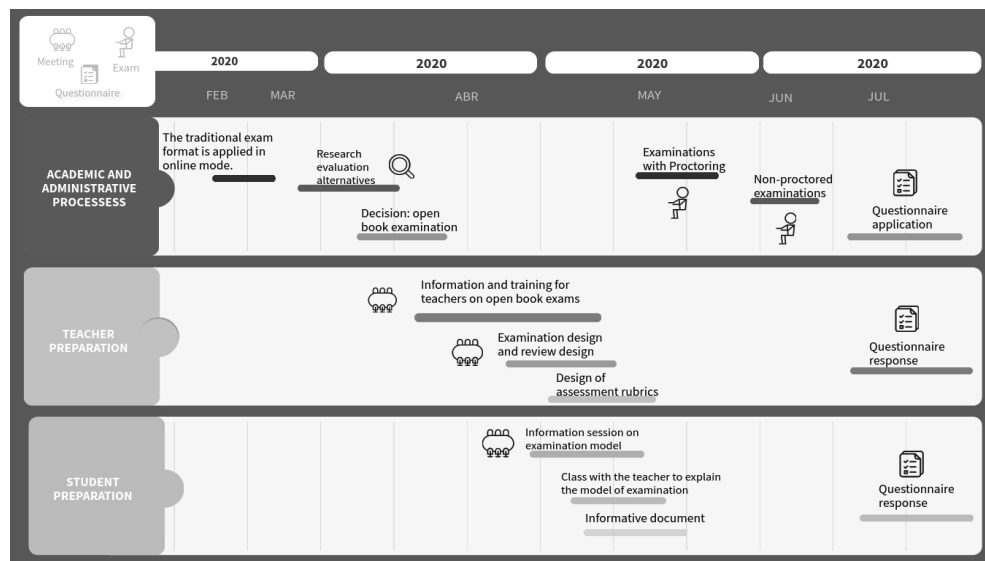 Meeting
Exam
Questionnaire
2020
2020
2020
2020
FEB
MAR
ABR
MAY
JUN
JUL
ACADEMIC AND
ADMINISTRATIVE
PROCESSESS
The traditional exam
format is applied in
online mode.
Research
evaluation
alternatives
Decision: open
book examination
Examinations
with Proctoring
Non-proctored
examinations
Questionnaire
application
TEACHER
PREPARATION
Information and training for
teachers on open book exams
Examination design
and review design
Design of
assessment rubrics
Questionnaire
response
STUDENT
PREPARATION
Information session on
examination model
Class with the teacher to explain
the model of examination
Informative document
Questionnaire
response